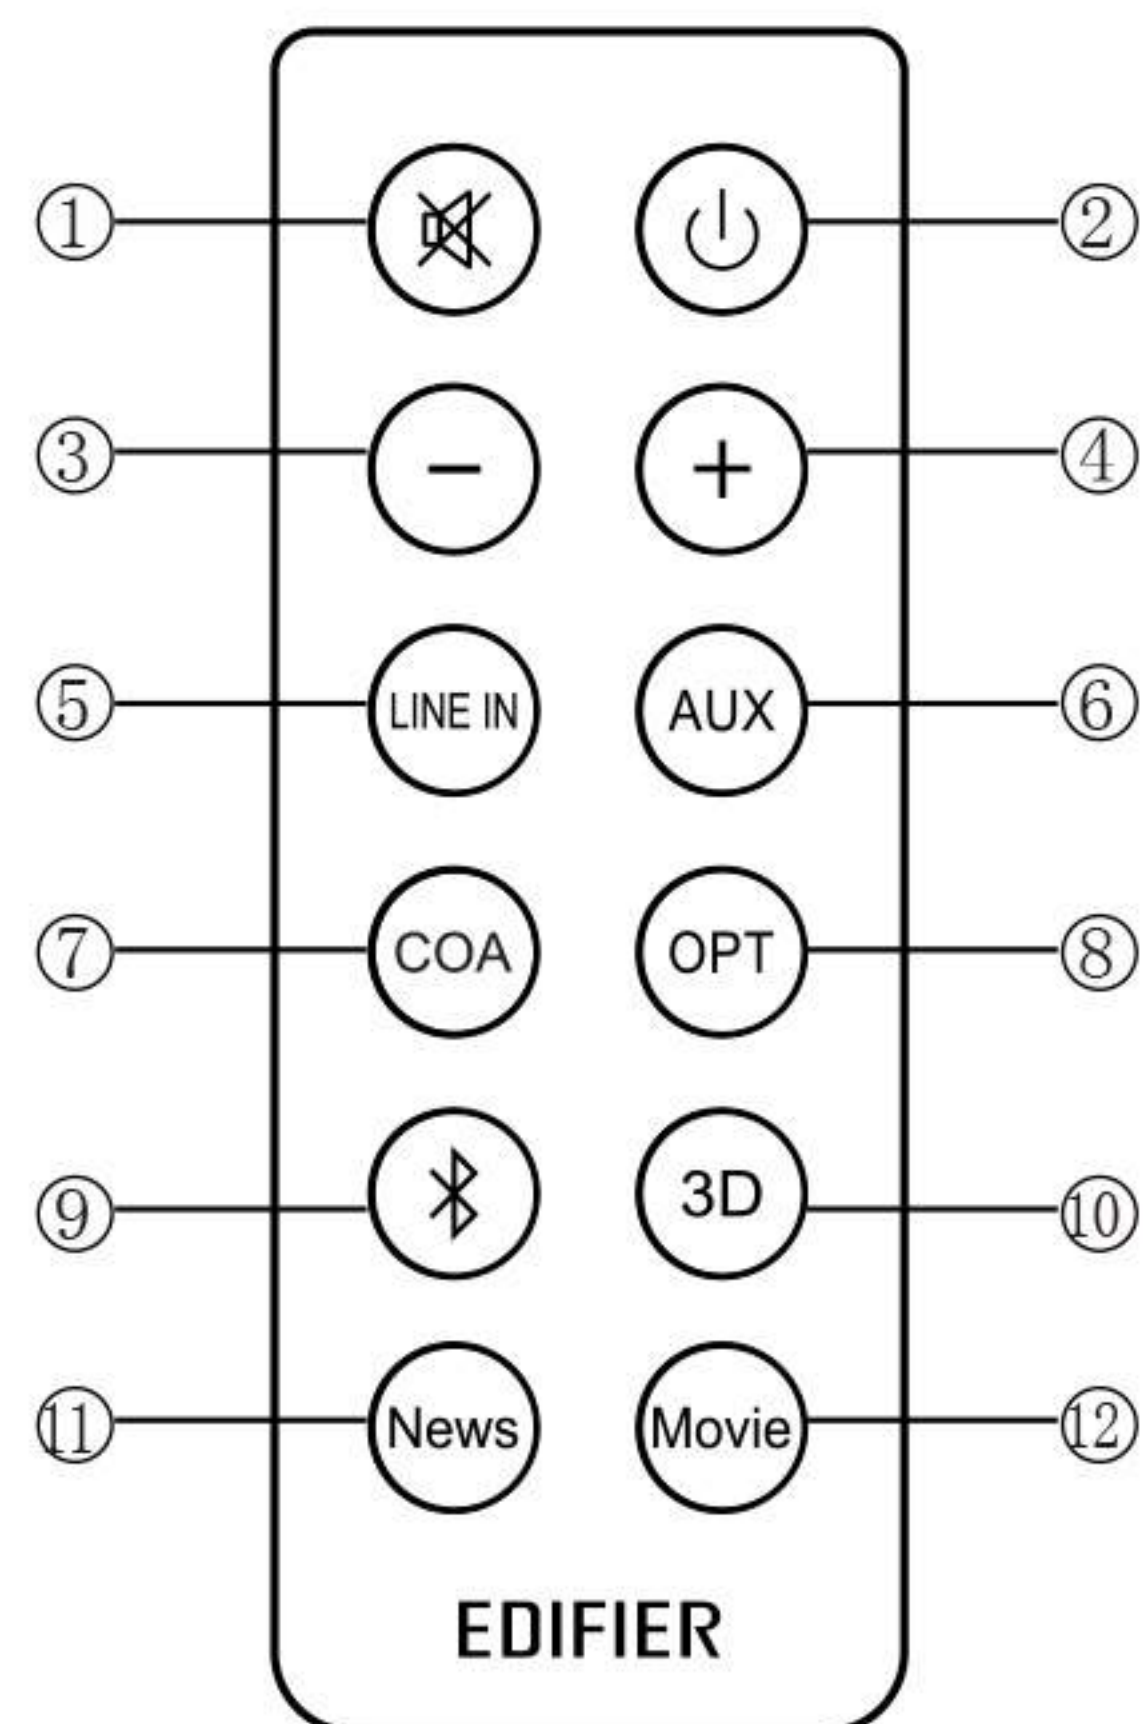 ① ②
③ − + ④
⑤ LINE IN AUX ⑥
⑦ COA OPT ⑧
⑨ 3D ⑩
⑪ News Movie ⑫
EDIFIER